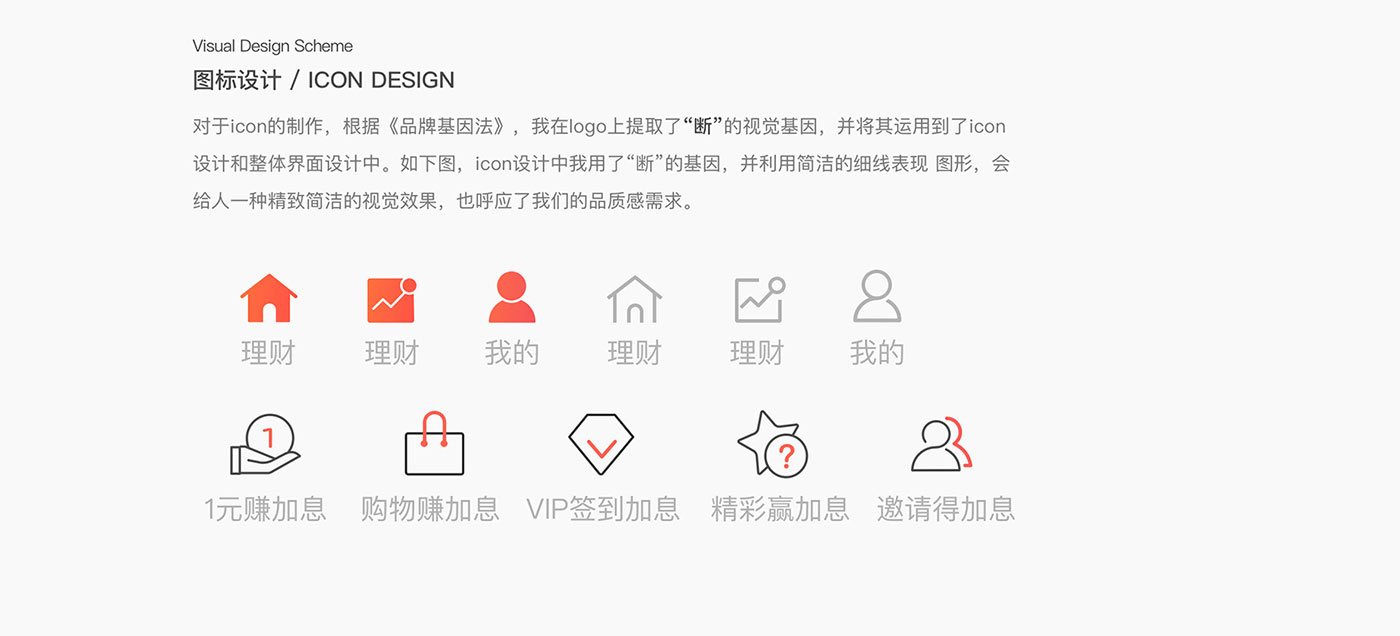 Visual Design Scheme
图标设计 / ICON DESIGN
对于icon的制作，根据《品牌基因法》，我在logo上提取了“断”的视觉基因，并将其运用到了icon
设计和整体界面设计中。如下图，icon设计中我用了“断”的基因，并利用简洁的细线表现 图形，会
给人一种精致简洁的视觉效果，也呼应了我们的品质感需求。
理财 理财 我的 理财 理财 我的
1 ?
1元赚加息 购物赚加息 VIP签到加息 精彩赢加息 邀请得加息